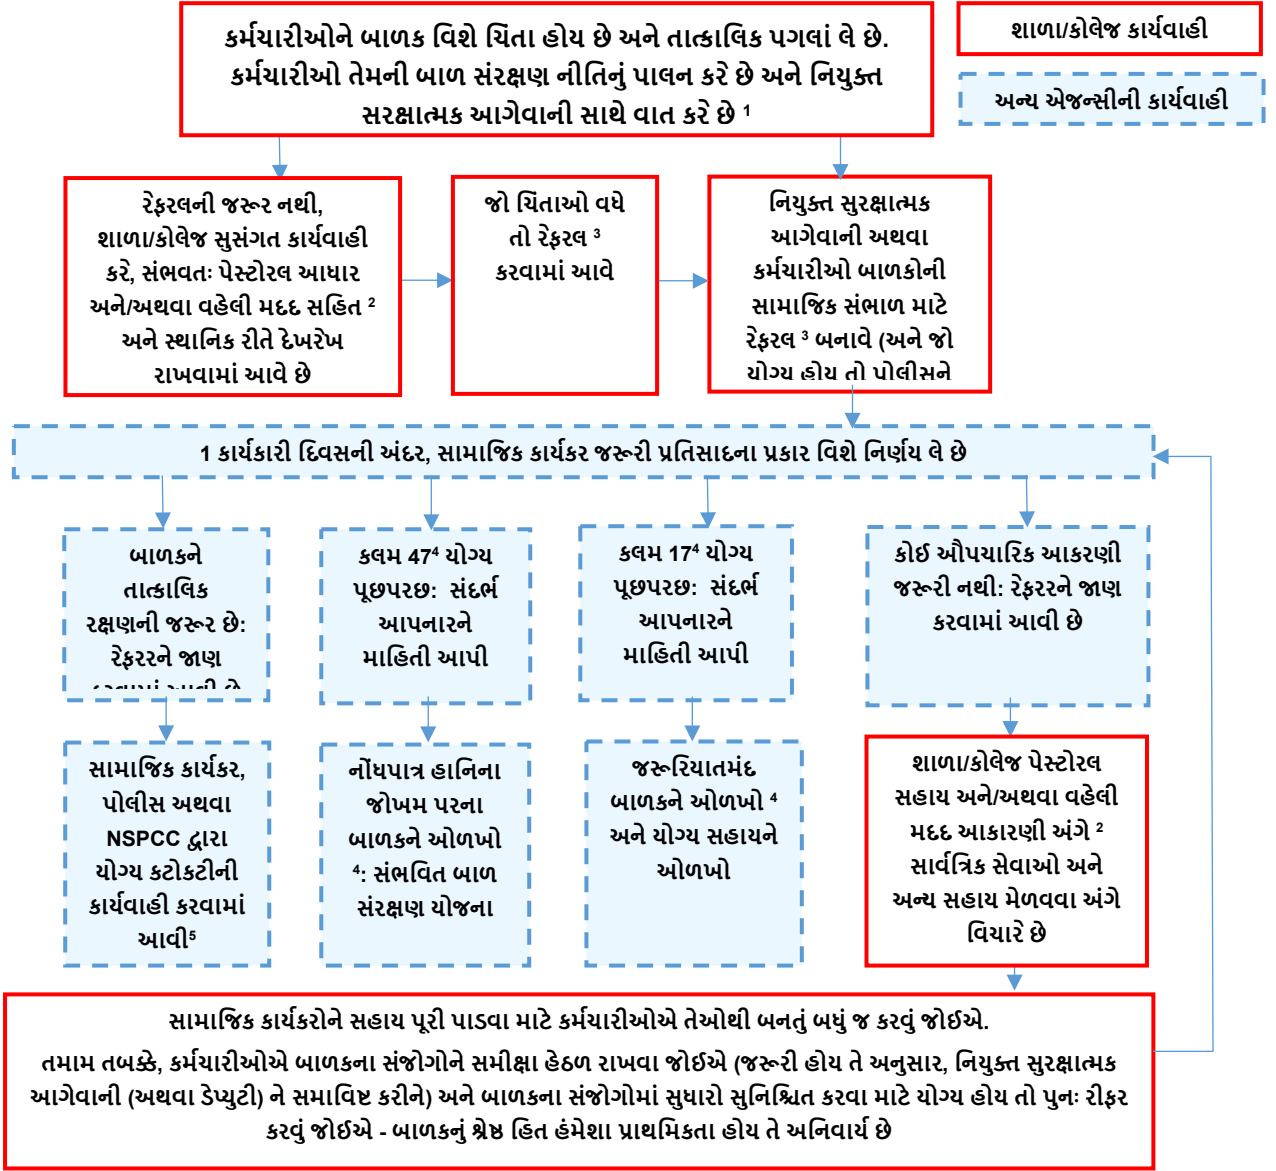 કર્મચારીઓને બાળક વિશે ચિંતા હોય છે અને તાત્કાલિક પગલાં લે છે.
કર્મચારીઓ તેમની બાળ સંરક્ષણ નીતિનું પાલન કરે છે અને નિયુક્ત
સરક્ષાત્મક આગેવાની સાથે વાત કરે છે ¹
શાળા/કોલેજ કાર્યવાહી
અન્ય એજન્સીની કાર્યવાહી
રેફરલની જરૂર નથી,
શાળા/કોલેજ સુસંગત કાર્યવાહી
કરે, સંભવતઃ પેસ્ટોરલ આધાર
અને/અથવા વહેલી મદદ સહિત ²
અને સ્થાનિક રીતે દેખરેખ
રાખવામાં આવે છે
જો ચિંતાઓ વધે
તો રેફરલ ³
કરવામાં આવે
નિયુક્ત સુરક્ષાત્મક
આગેવાની અથવા
કર્મચારીઓ બાળકોની
સામાજિક સંભાળ માટે
રેફરલ ³ બનાવે (અને જો
યોગ્ય હોય તો પોલીસને
1 કાર્યકારી દિવસની અંદર, સામાજિક કાર્યકર જરૂરી પ્રતિસાદના પ્રકાર વિશે નિર્ણય લે છે
બાળકને
તાત્કાલિક
રક્ષણની જરૂર છે:
રેફરરને જાણ
કરવામાં આવી છે
કલમ 47⁴ યોગ્ય
પૂછપરછ: સંદર્ભ
આપનારને
માહિતી આપી
કલમ 17⁴ યોગ્ય
પૂછપરછ: સંદર્ભ
આપનારને
માહિતી આપી
કોઈ ઔપચારિક આકરણી
જરૂરી નથી: રેફરરને જાણ
કરવામાં આવી છે
સામાજિક કાર્યકર,
પોલીસ અથવા
NSPCC દ્વારા
યોગ્ય કટોકટીની
કાર્યવાહી કરવામાં
આવી⁵
નોંધપાત્ર હાનિના
જોખમ પરના
બાળકને ઓળખો
⁴: સંભવિત બાળ
સંરક્ષણ યોજના
જરૂરિયાતમંદ
બાળકને ઓળખો ⁴
અને યોગ્ય સહાયને
ઓળખો
શાળા/કોલેજ પેસ્ટોરલ
સહાય અને/અથવા વહેલી
મદદ આકારણી અંગે ²
સાર્વત્રિક સેવાઓ અને
અન્ય સહાય મેળવવા અંગે
વિચારે છે
સામાજિક કાર્યકરોને સહાય પૂરી પાડવા માટે કર્મચારીઓએ તેઓથી બનતું બધું જ કરવું જોઈએ.
તમામ તબક્કે, કર્મચારીઓએ બાળકના સંજોગોને સમીક્ષા હેઠળ રાખવા જોઈએ (જરૂરી હોય તે અનુસાર, નિયુક્ત સુરક્ષાત્મક
આગેવાની (અથવા ડેપ્યુટી) ને સમાવિષ્ટ કરીને) અને બાળકના સંજોગોમાં સુધારો સુનિશ્ચિત કરવા માટે યોગ્ય હોય તો પુનઃ રીફર
કરવું જોઈએ - બાળકનું શ્રેષ્ઠ હિત હંમેશા પ્રાથમિકતા હોય તે અનિવાર્ય છે